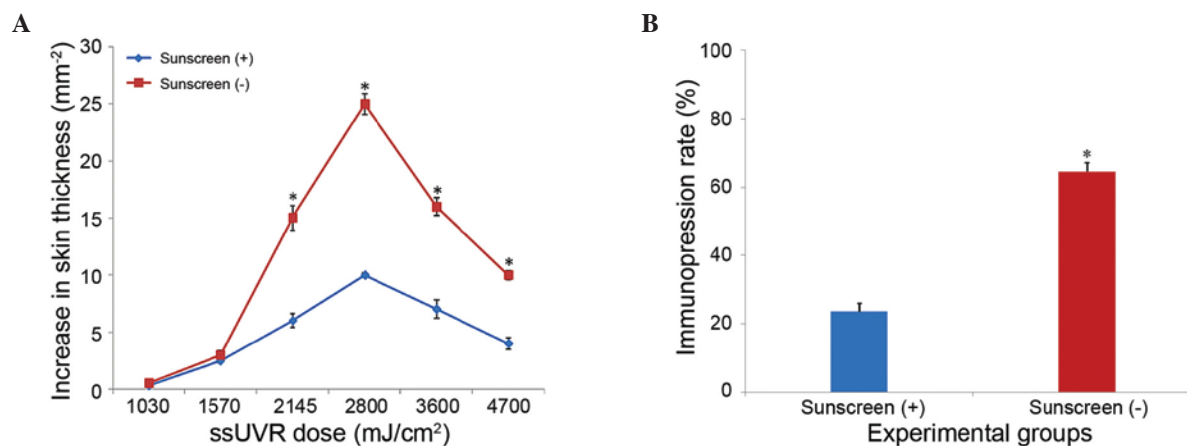 A
Increase in skin thickness (mm-2)
30
25
20
15
10
5
0
Sunscreen (+)
Sunscreen (-)
*
*
*
*
1030 1570 2145 2800 3600 4700
ssUVR dose (mJ/cm2)
B
Immunopression rate (%)
100
80
60
40
20
0
*
Sunscreen (+) Sunscreen (-)
Experimental groups